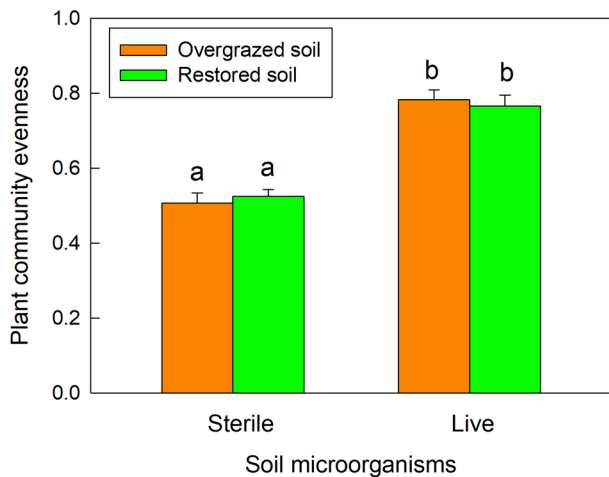 Plant community evenness
1.0
0.8
0.6
0.4
0.2
0.0
Overgrazed soil
Restored soil
a
a
b
b
Sterile
Live
Soil microorganisms